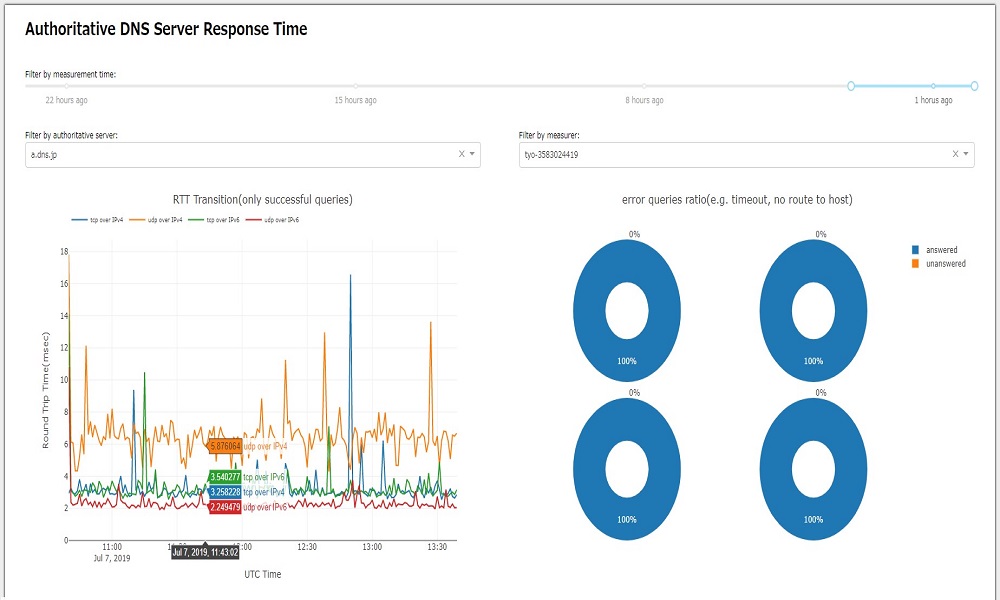 Authoritative DNS Server Response Time
Filter by measurement time:
22 hours ago 15 hours ago 8 hours ago 1 horus ago
Filter by authoritative server: Filter by measurer:
a.dns.jp X tyo-3583024419 X
RTT Transition(only successful queries) error queries ratio(e.g. timeout, no route to host)
tcp over IPv4 udp over IPv4 tcp over IPv6 udp over IPv6
0% 0%
answered
unanswered
18
16
14
12
10
8
6
4
2
0
Round Trip Time(msec)
5.876064 udp over IPv4
3.540277 tcp over IPv6
3.258228 tcp over IPv4
2.249479 udp over IPv6
100% 100%
0% 0%
100% 100%
11:00 :00 12:30 13:00 13:30
Jul 7, 2019
Jul 7, 2019, 11:43:02
UTC Time